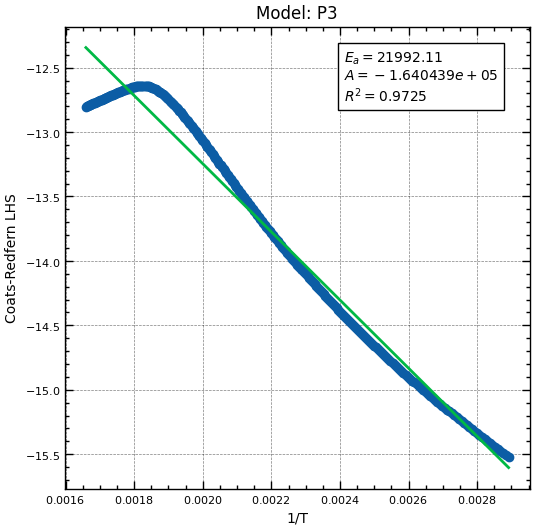 Model: P3
E_a = 21992.11
A = −1.640439e + 05
R² = 0.9725
Coats-Redfern LHS
−12.5
−13.0
−13.5
−14.0
−14.5
−15.0
−15.5
0.0016 0.0018 0.0020 0.0022 0.0024 0.0026 0.0028
1/T